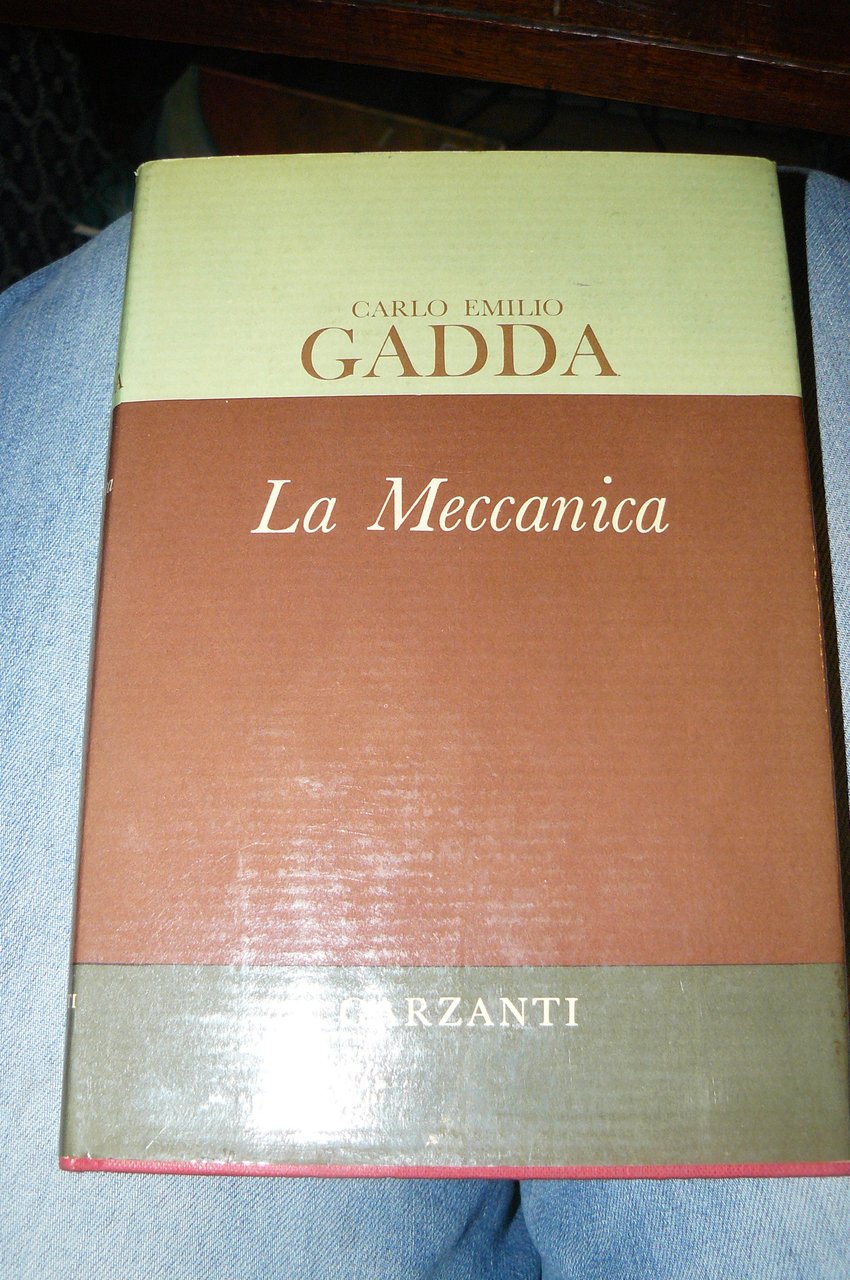 CARLO EMILIO
GADDA
La Meccanica
GARZANTI